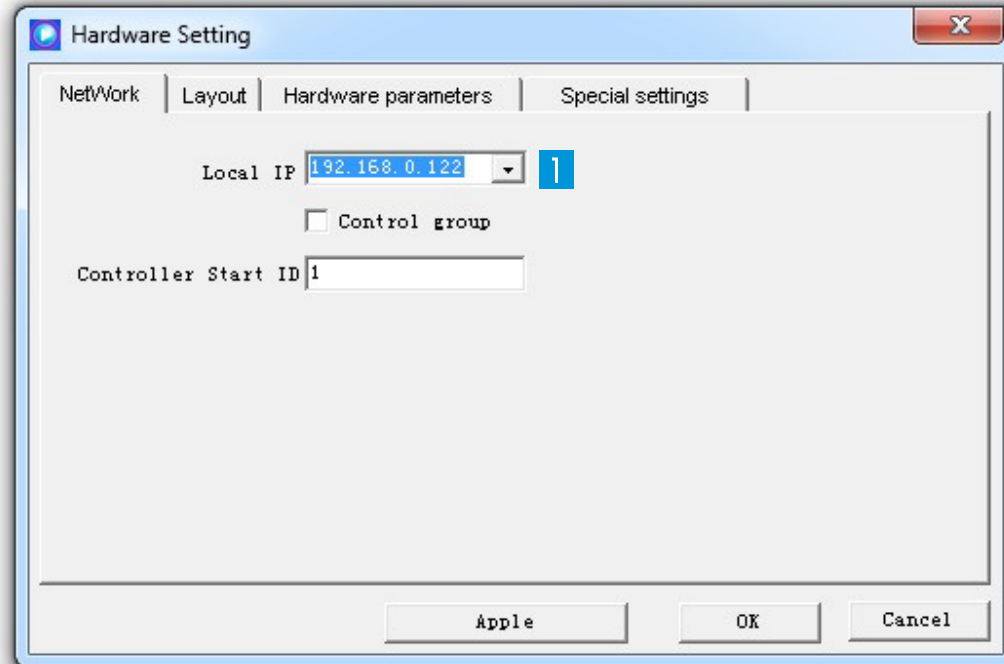 Hardware Setting
NetWork Layout Hardware parameters Special settings
Local IP 192.168.0.122 1
Control group
Controller Start ID 1
Apple OK Cancel